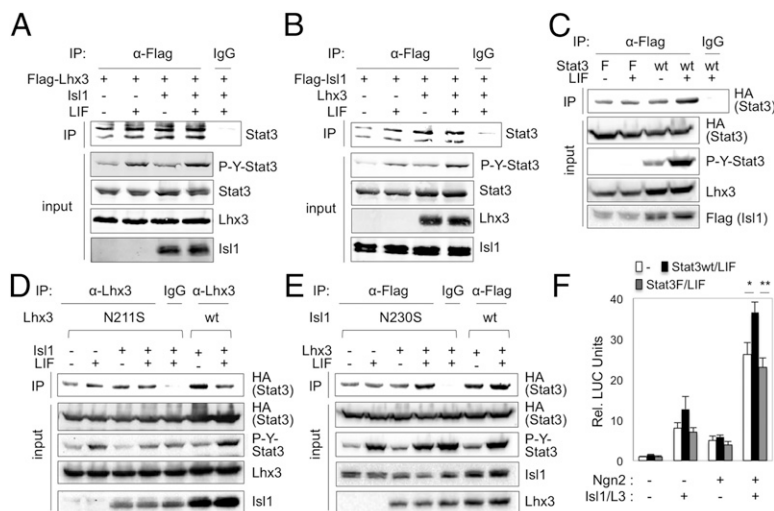 A
IP: α-Flag IgG
Flag-Lhx3 + + + + +
Isl1 - - + + +
LIF - + - + +
IP Stat3
P-Y-Stat3
Stat3
input
Lhx3
Isl1
B
IP: α-Flag IgG
Flag-Isl1 + + + + +
Lhx3 - - + + +
LIF - + - + +
IP Stat3
P-Y-Stat3
Stat3
input
Lhx3
Isl1
C
IP: α-Flag IgG
Stat3 F F wt wt wt
LIF - + - + +
IP HA
(Stat3)
HA
(Stat3)
input
P-Y-Stat3
Lhx3
Flag (Isl1)
D
IP: α-Lhx3 IgG α-Lhx3
Lhx3 N211S wt
Isl1 - - + + + + +
LIF - + - + + - +
IP HA
(Stat3)
HA
(Stat3)
input
P-Y-
Stat3
Lhx3
Isl1
E
IP: α-Flag IgG α-Flag
Isl1 N230S wt
Lhx3 - - + + + + +
LIF - + - + + - +
IP HA
(Stat3)
HA
(Stat3)
input
P-Y-
Stat3
Isl1
Lhx3
F
- Stat3wt/LIF
Stat3F/LIF
* **
40
30
20
10
0
Rel. LUC Units
Ngn2 : - - + +
Isl1/L3 : - + - +